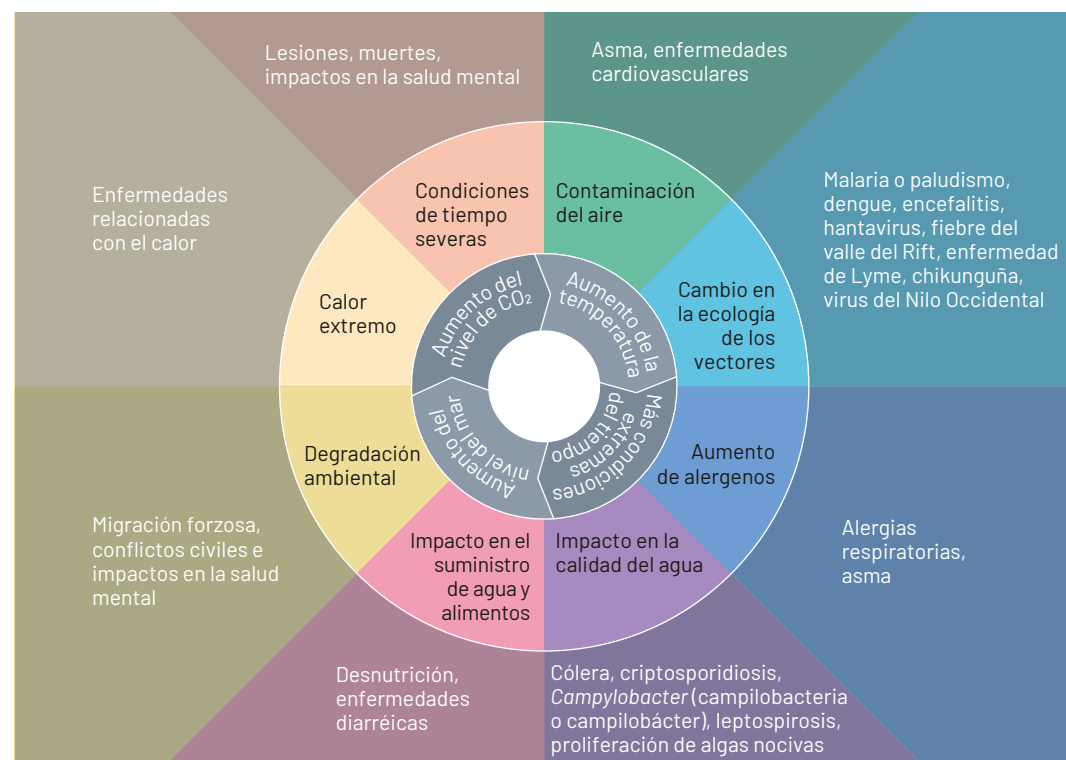 Lesiones, muertes,
impactos en la salud mental
Asma, enfermedades
cardiovasculares
Enfermedades
relacionadas
con el calor
Condiciones
de tiempo
severas
Contaminación
del aire
Malaria o paludismo,
dengue, encefalitis,
hantavirus, fiebre del
valle del Rift, enfermedad
de Lyme, chikunguña,
virus del Nilo Occidental
Calor
extremo
Cambio en
la ecología
de los
vectores
Aumento del
nivel de CO₂
Aumento de la
temperatura
Más condiciones
extremas
del tiempo
Aumento del
nivel del mar
Degradación
ambiental
Aumento
de alergenos
Migración forzosa,
conflictos civiles e
impactos en la salud
mental
Impacto en el
suministro
de agua y
alimentos
Impacto en la
calidad del agua
Alergias
respiratorias,
asma
Desnutrición,
enfermedades
diarréicas
Cólera, criptosporidiosis,
Campylobacter (campilobacteria
o campilobácter), leptospirosis,
proliferación de algas nocivas